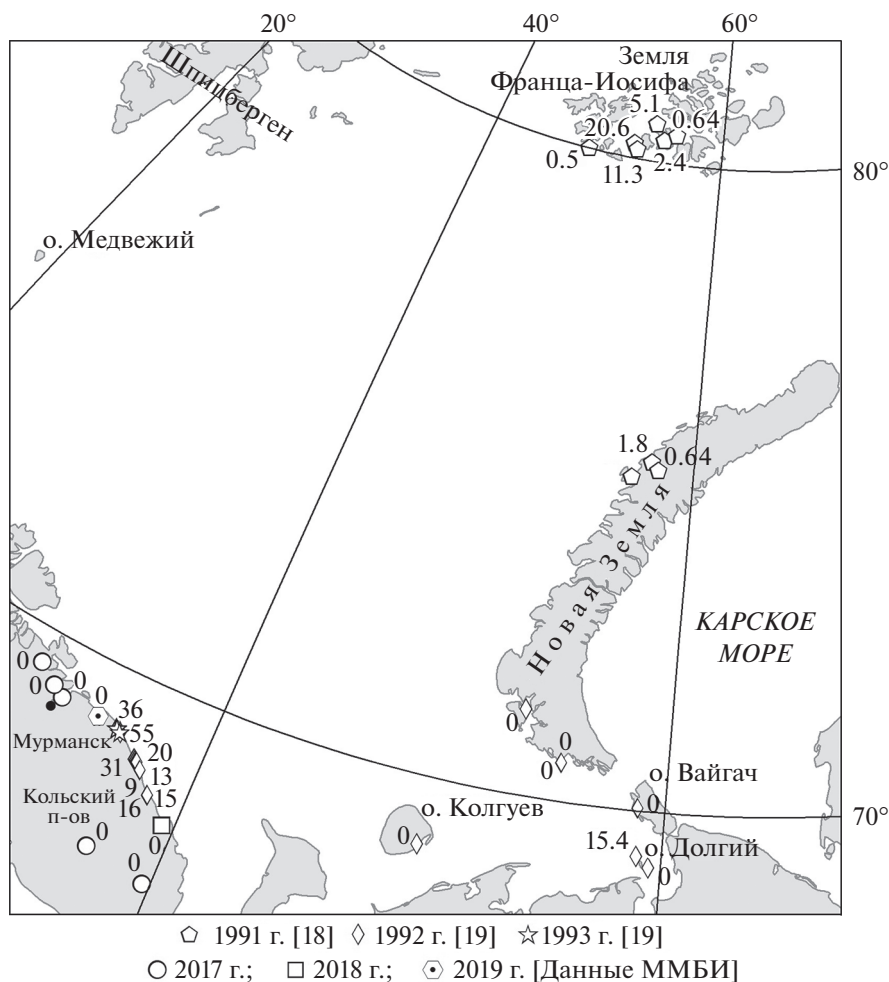 20° 40° 60°
Шпицберген
Земля
Франца-Иосифа
5.1
20.6 0.64
0.5 2.4
11.3
80°
о. Медвежий
1.8 0.64
Новая Земля
КАРСКОЕ
МОРЕ
0
0 0
0
36
Мурманск 55
31 20
13
9
16 15
Кольский
п-ов
0
0
0
0
0
0
о. Вайгач
0
о. Колгуев
0
70°
15.4 о. Долгий
0
1991 г. [18] 1992 г. [19] 1993 г. [19]
2017 г.; 2018 г.; 2019 г. [Данные ММБИ]